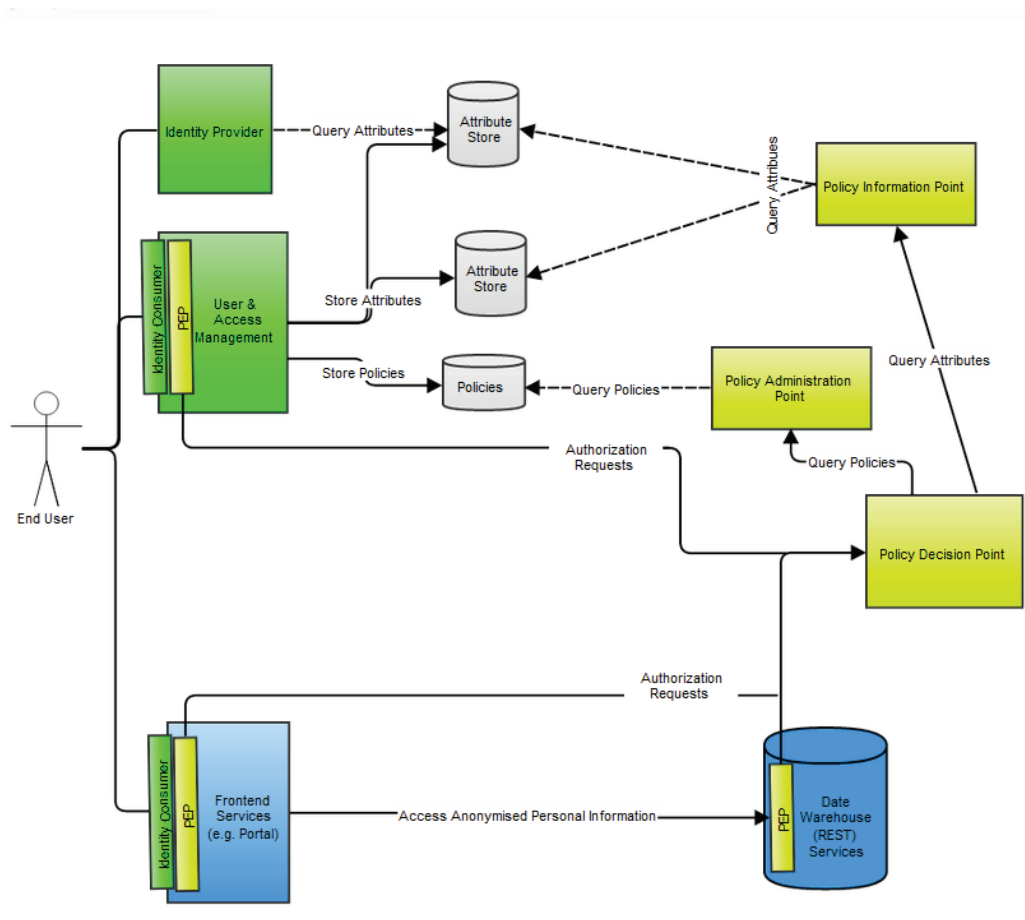 Identity Provider
Query Attributes
Attribute
Store
Query Attribues
Policy Information Point
Identity Consumer
PEP
User &
Access
Management
Attribute
Store
Store Attributes
Store Policies
Policies
Query Policies
Policy Administration
Point
Query Attributes
Query Policies
Authorization
Requests
End User
Policy Decision Point
Authorization
Requests
Identity Consumer
PEP
Frontend
Services
(e.g. Portal)
Access Anonymised Personal Information
PEP
Date
Warehouse
(REST)
Services